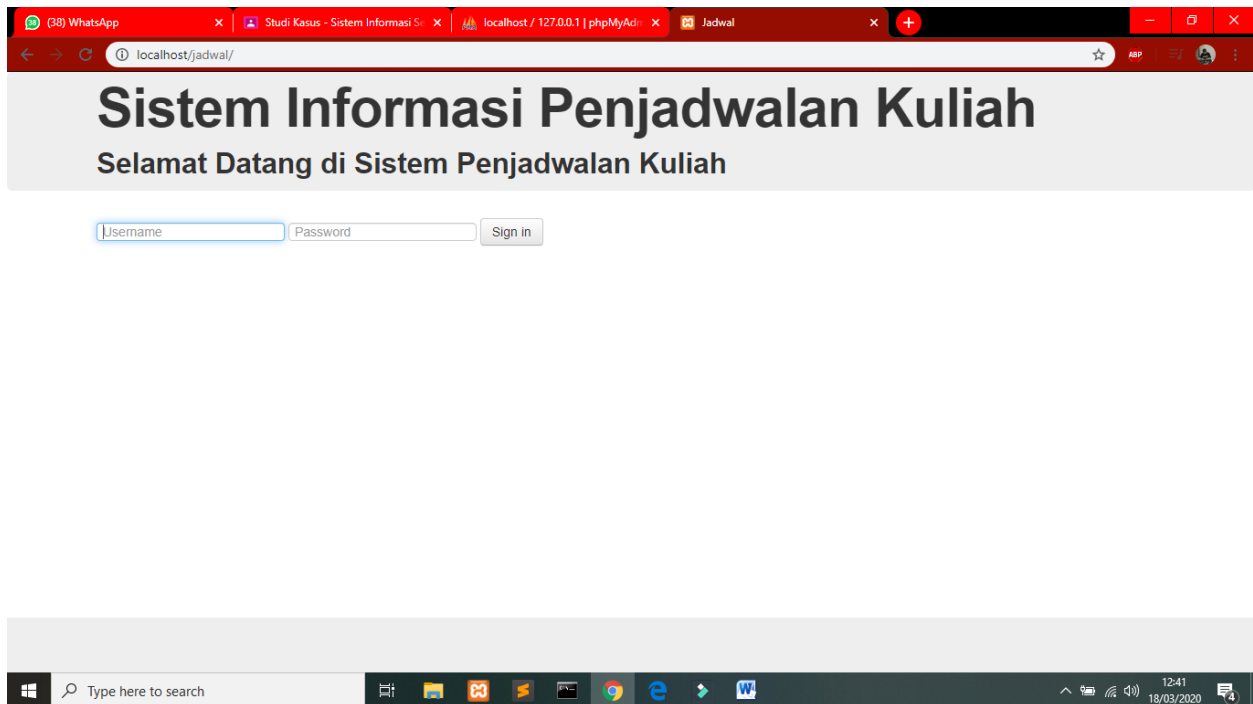 (38) WhatsApp
Studi Kasus - Sistem Informasi Se
localhost / 127.0.0.1 | phpMyAdm
Jadwal
localhost/jadwal/
ABP
Sistem Informasi Penjadwalan Kuliah
Selamat Datang di Sistem Penjadwalan Kuliah
Username Password Sign in
Type here to search
12:41
18/03/2020
4